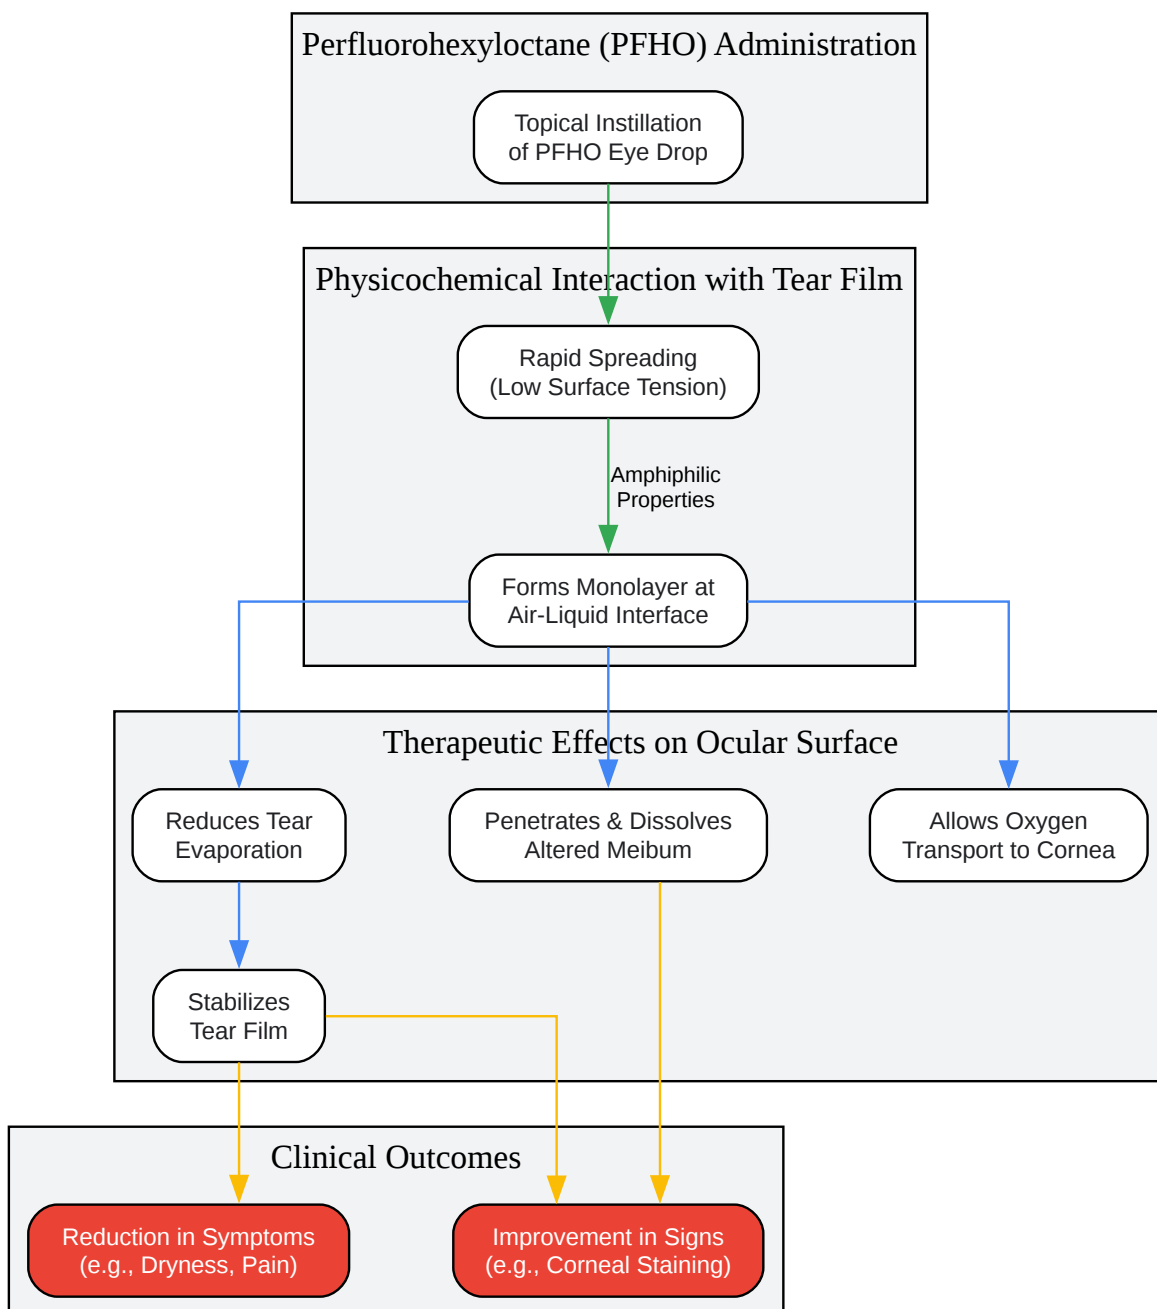 Perfluorohexyloctane (PFHO) Administration
Topical Instillation
of PFHO Eye Drop
Physicochemical Interaction with Tear Film
Rapid Spreading
(Low Surface Tension)
Amphiphilic
Properties
Forms Monolayer at
Air-Liquid Interface
Therapeutic Effects on Ocular Surface
Reduces Tear
Evaporation
Penetrates & Dissolves
Altered Meibum
Allows Oxygen
Transport to Cornea
Stabilizes
Tear Film
Clinical Outcomes
Reduction in Symptoms
(e.g., Dryness, Pain)
Improvement in Signs
(e.g., Corneal Staining)